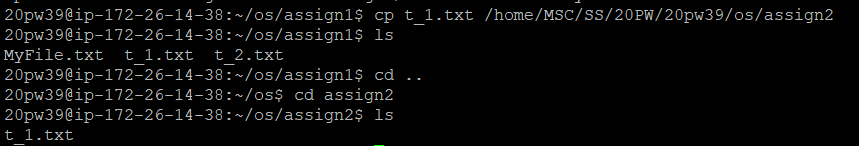 20pw39@ip-172-26-14-38:~/os/assign1$ cp t_1.txt /home/MSC/SS/20PW/20pw39/os/assign2
20pw39@ip-172-26-14-38:~/os/assign1$ ls
MyFile.txt  t_1.txt  t_2.txt
20pw39@ip-172-26-14-38:~/os/assign1$ cd ..
20pw39@ip-172-26-14-38:~/os$ cd assign2
20pw39@ip-172-26-14-38:~/os/assign2$ ls
t_1.txt